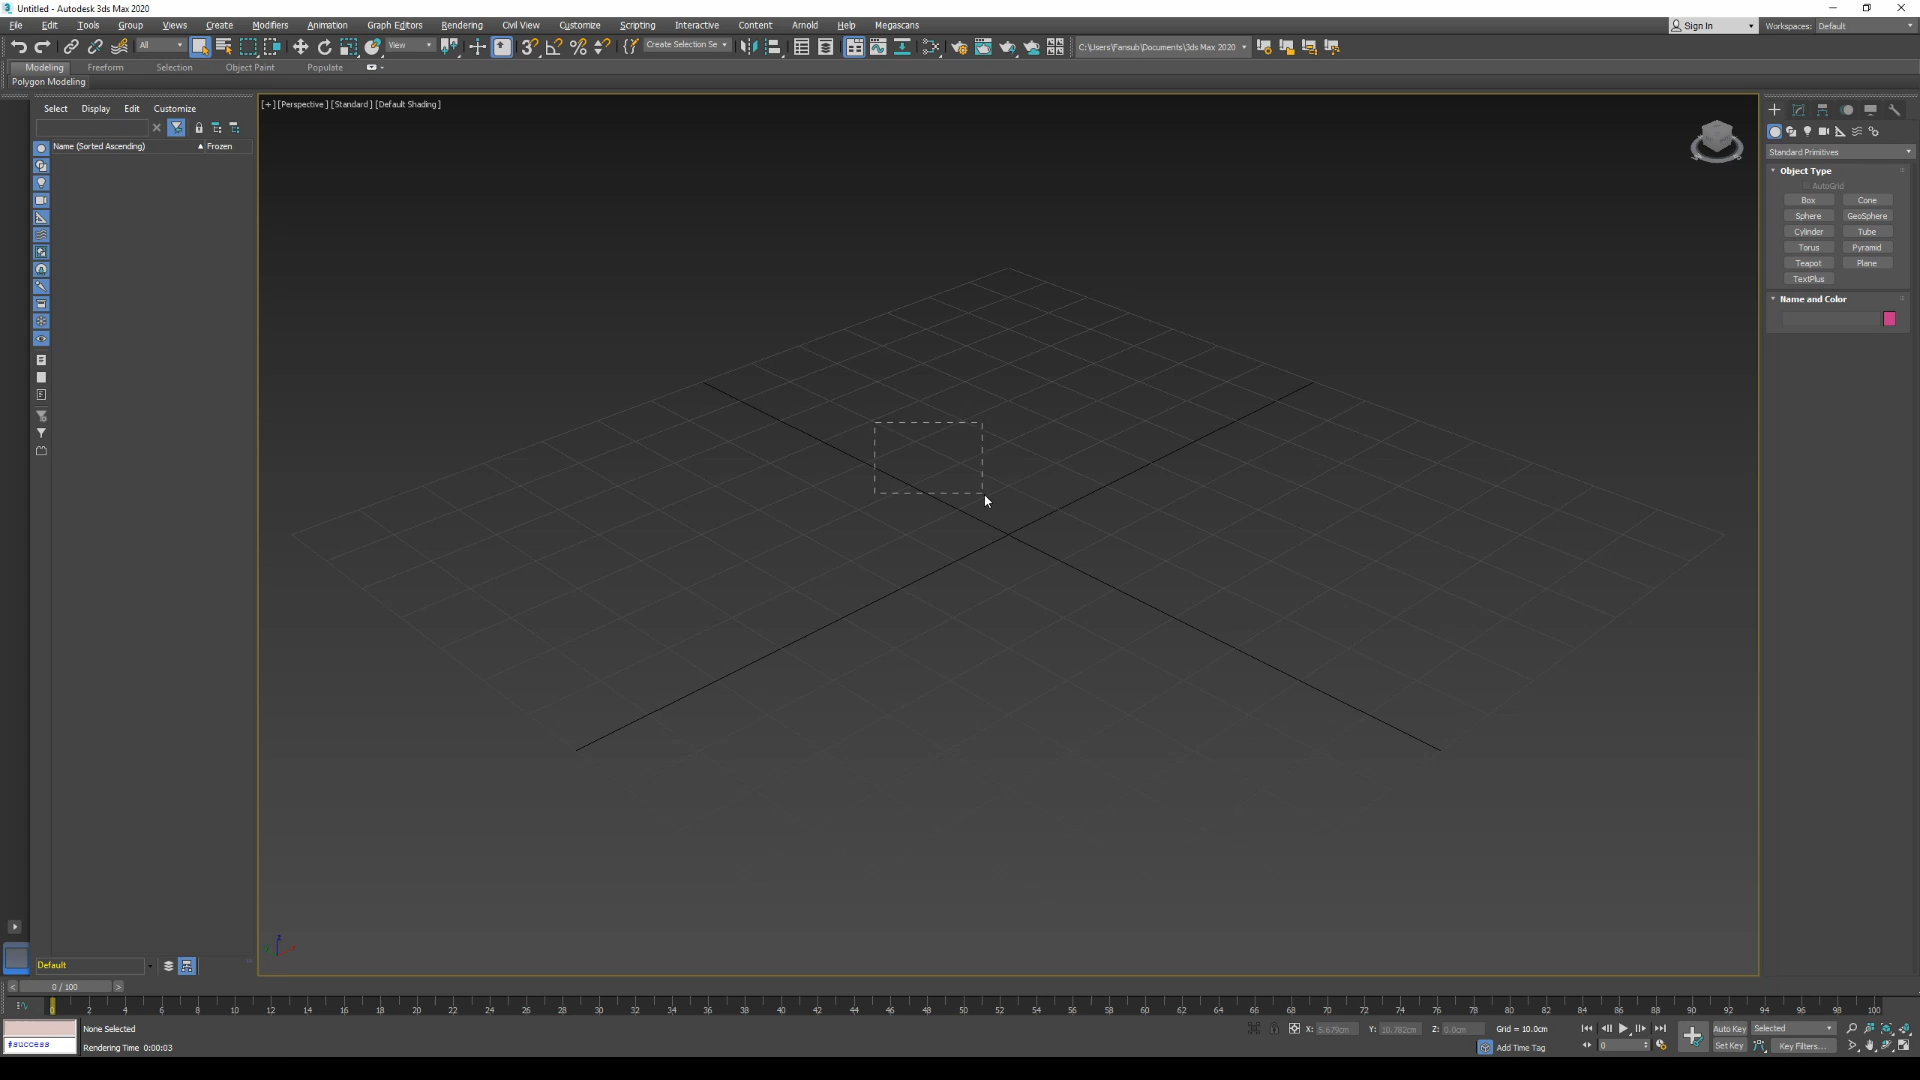 Untitled - Autodesk 3ds Max 2020
File Edit Tools Group Views Create Modifiers Animation Graph Editors Rendering Civil View Customize Scripting Interactive Content Arnold Help Megascans
Sign In Workspaces: Default
All View Create Selection Se C:\Users\Fansub\Documents\3ds Max 2020
Modeling Freeform Selection Object Paint Populate
Polygon Modeling
Select Display Edit Customize
[+] [Perspective] [Standard] [Default Shading]
Name (Sorted Ascending) Frozen
Standard Primitives
Object Type
AutoGrid
Box Cone
Sphere GeoSphere
Cylinder Tube
Torus Pyramid
Teapot Plane
TextPlus
Name and Color
z
Default
< 0 / 100 >
0 2 4 6 8 10 12 14 16 18 20 22 24 26 28 30 32 34 36 38 40 42 44 46 48 50 52 54 56 58 60 62 64 66 68 70 72 74 76 78 80 82 84 86 88 90 92 94 96 98 100
None Selected X: 5.679cm Y: 10.782cm Z: 0.0cm Grid = 10.0cm Auto Key Selected
#success Rendering Time 0:00:03 Add Time Tag 0 Set Key Key Filters...